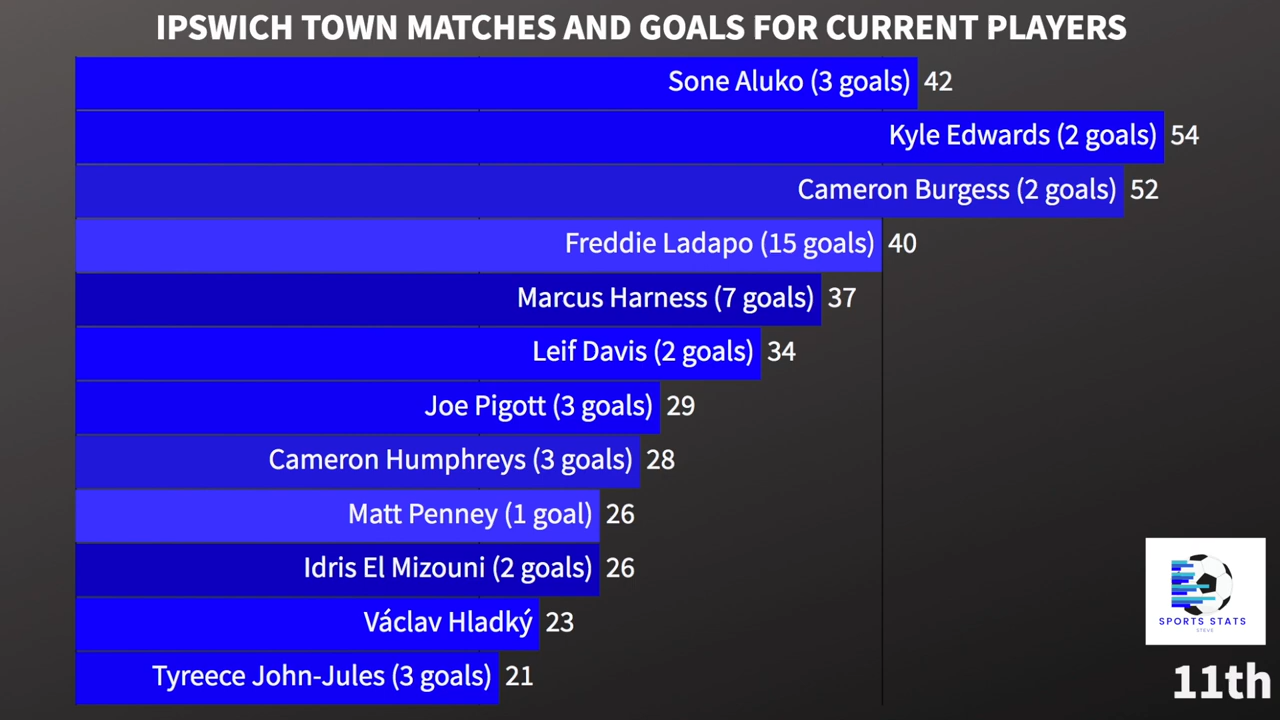 IPSWICH TOWN MATCHES AND GOALS FOR CURRENT PLAYERS
Sone Aluko (3 goals) 42
Kyle Edwards (2 goals) 54
Cameron Burgess (2 goals) 52
Freddie Ladapo (15 goals) 40
Marcus Harness (7 goals) 37
Leif Davis (2 goals) 34
Joe Pigott (3 goals) 29
Cameron Humphreys (3 goals) 28
Matt Penney (1 goal) 26
Idris El Mizouni (2 goals) 26
Václav Hladký 23
Tyreece John-Jules (3 goals) 21
SPORTS STATS
STEVE
11th